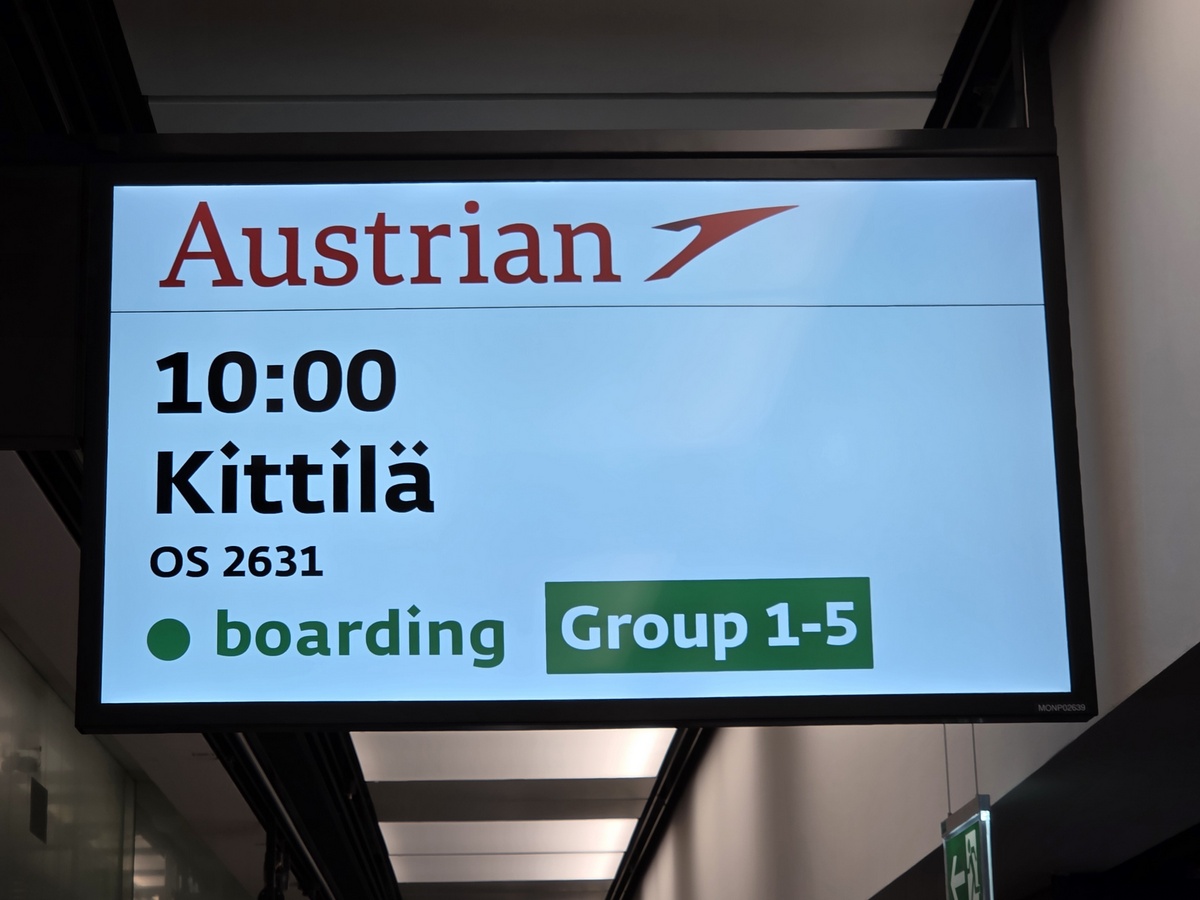 Austrian
10:00
Kittilä
OS 2631
boarding Group 1-5
MONP02639